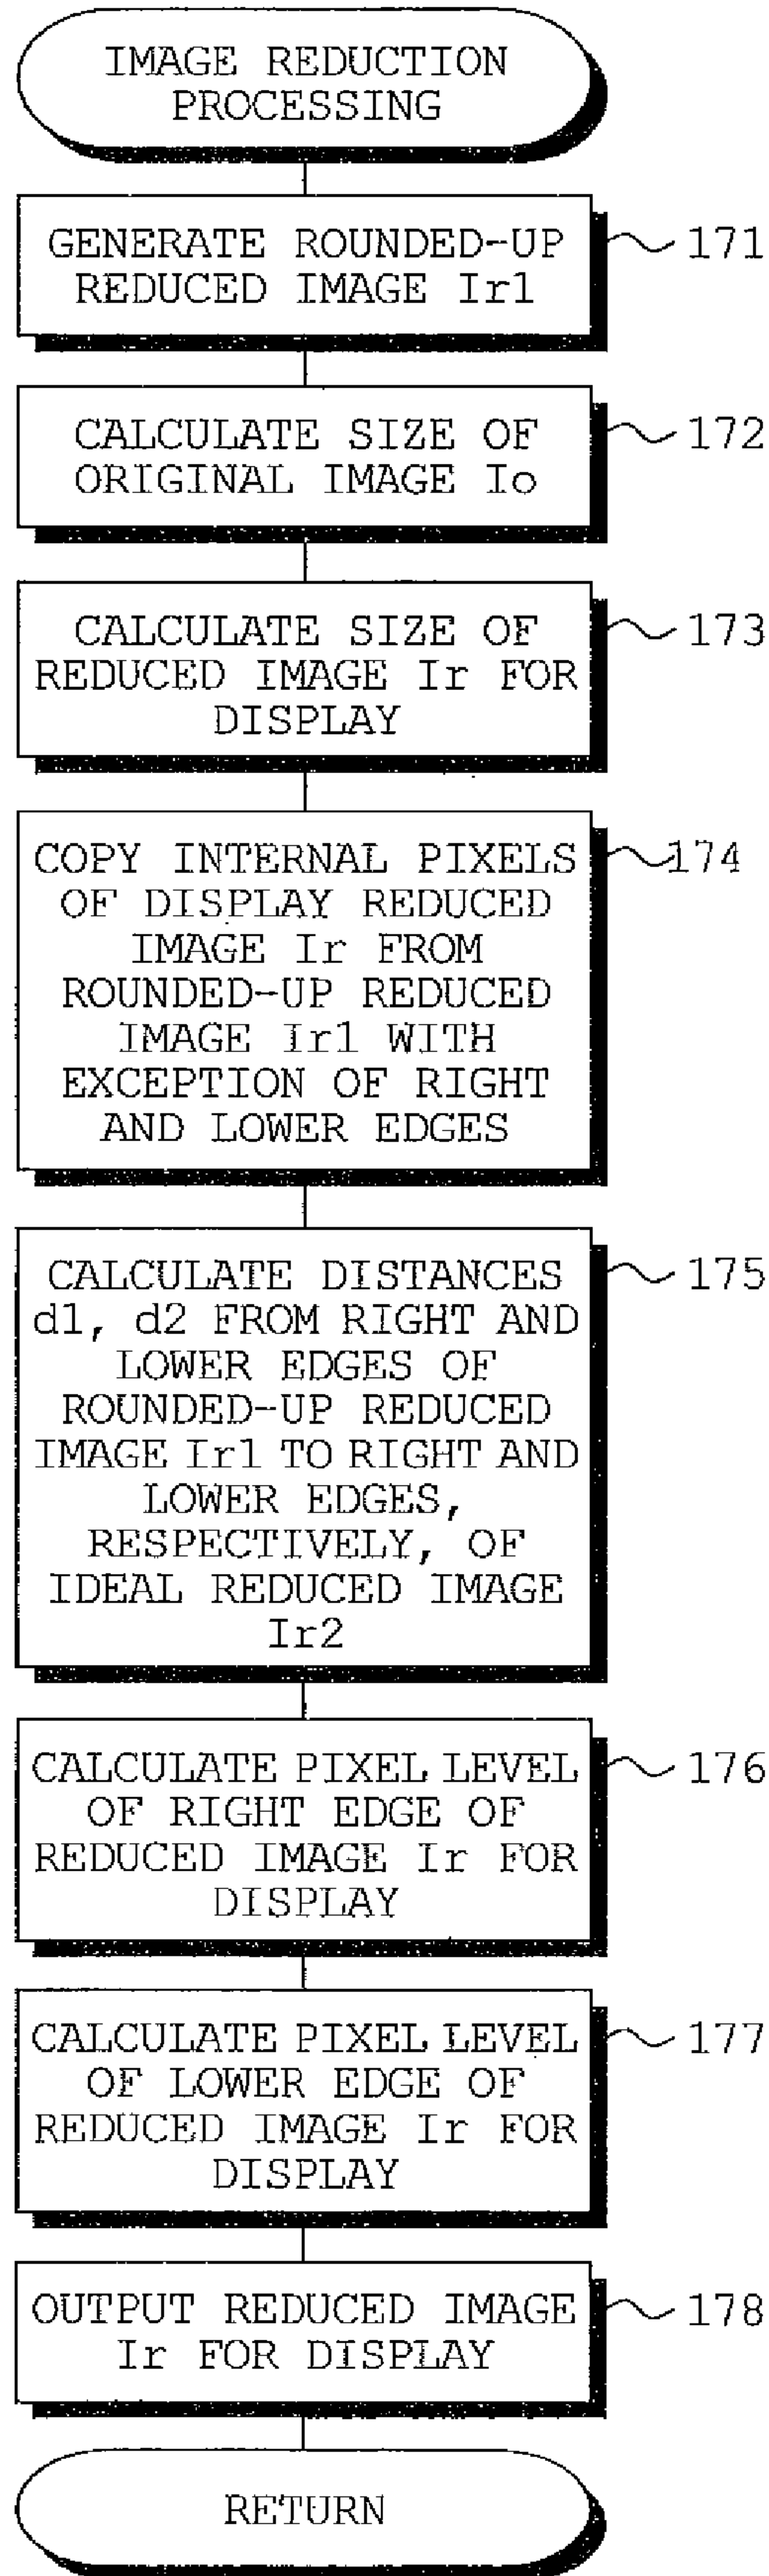 IMAGE REDUCTION
PROCESSING
GENERATE ROUNDED-UP
REDUCED IMAGE Ir1
171
CALCULATE SIZE OF
ORIGINAL IMAGE Io
172
CALCULATE SIZE OF
REDUCED IMAGE Ir FOR
DISPLAY
173
COPY INTERNAL PIXELS
OF DISPLAY REDUCED
IMAGE Ir FROM
ROUNDED-UP REDUCED
IMAGE Ir1 WITH
EXCEPTION OF RIGHT
AND LOWER EDGES
174
CALCULATE DISTANCES
d1, d2 FROM RIGHT AND
LOWER EDGES OF
ROUNDED-UP REDUCED
IMAGE Ir1 TO RIGHT AND
LOWER EDGES,
RESPECTIVELY, OF
IDEAL REDUCED IMAGE
Ir2
175
CALCULATE PIXEL LEVEL
OF RIGHT EDGE OF
REDUCED IMAGE Ir FOR
DISPLAY
176
CALCULATE PIXEL LEVEL
OF LOWER EDGE OF
REDUCED IMAGE Ir FOR
DISPLAY
177
OUTPUT REDUCED IMAGE
Ir FOR DISPLAY
178
RETURN